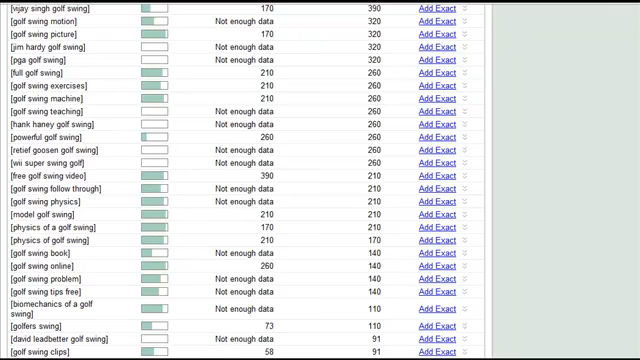 [vijay singh golf swing] 170 390 Add Exact
[golf swing motion] Not enough data 320 Add Exact
[golf swing picture] 170 320 Add Exact
[jim hardy golf swing] Not enough data 320 Add Exact
[pga golf swing] Not enough data 320 Add Exact
[full golf swing] 210 260 Add Exact
[golf swing exercises] 210 260 Add Exact
[golf swing machine] 210 260 Add Exact
[golf swing teaching] Not enough data 260 Add Exact
[hank haney golf swing] Not enough data 260 Add Exact
[powerful golf swing] 260 260 Add Exact
[retief goosen golf swing] Not enough data 260 Add Exact
[wii super swing golf] Not enough data 260 Add Exact
[free golf swing video] 390 210 Add Exact
[golf swing follow through] Not enough data 210 Add Exact
[golf swing physics] Not enough data 210 Add Exact
[model golf swing] 210 210 Add Exact
[physics of a golf swing] 170 210 Add Exact
[physics of golf swing] 210 170 Add Exact
[golf swing book] Not enough data 140 Add Exact
[golf swing online] 260 140 Add Exact
[golf swing problem] Not enough data 140 Add Exact
[golf swing tips free] Not enough data 140 Add Exact
[biomechanics of a golf
swing] Not enough data 110 Add Exact
[golfers swing] 73 110 Add Exact
[david leadbetter golf swing] Not enough data 91 Add Exact
[golf swing clips] 58 91 Add Exact